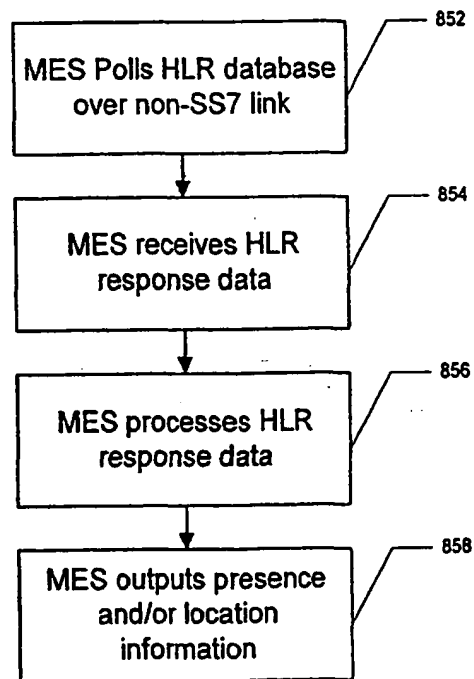 852
MES Polls HLR database
over non-SS7 link
854
MES receives HLR
response data
856
MES processes HLR
response data
858
MES outputs presence
and/or location
information